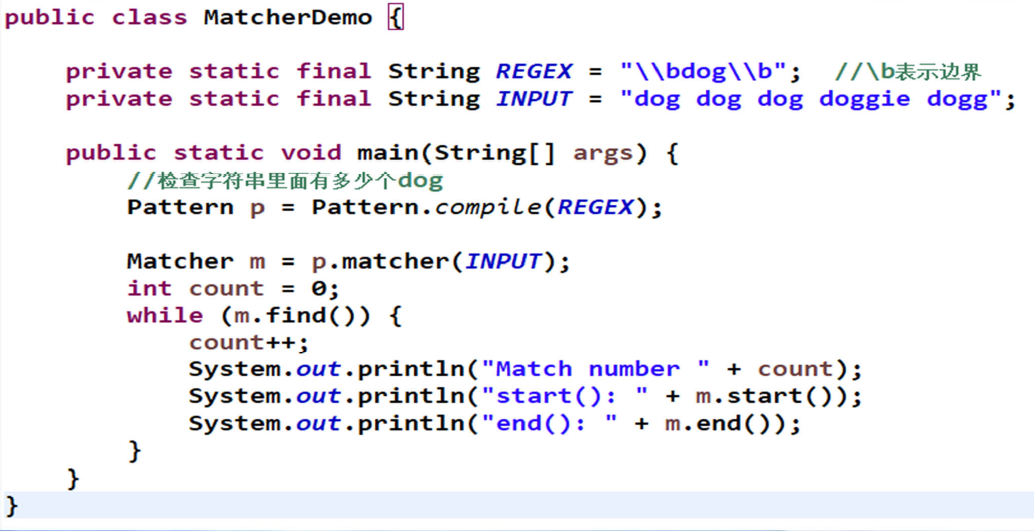 public class MatcherDemo {
private static final String REGEX = "\\bdog\\b"; //\b表示边界
private static final String INPUT = "dog dog dog doggie dogg";
public static void main(String[] args) {
//检查字符串里面有多少个dog
Pattern p = Pattern.compile(REGEX);
Matcher m = p.matcher(INPUT);
int count = 0;
while (m.find()) {
count++;
System.out.println("Match number " + count);
System.out.println("start(): " + m.start());
System.out.println("end(): " + m.end());
}
}
}